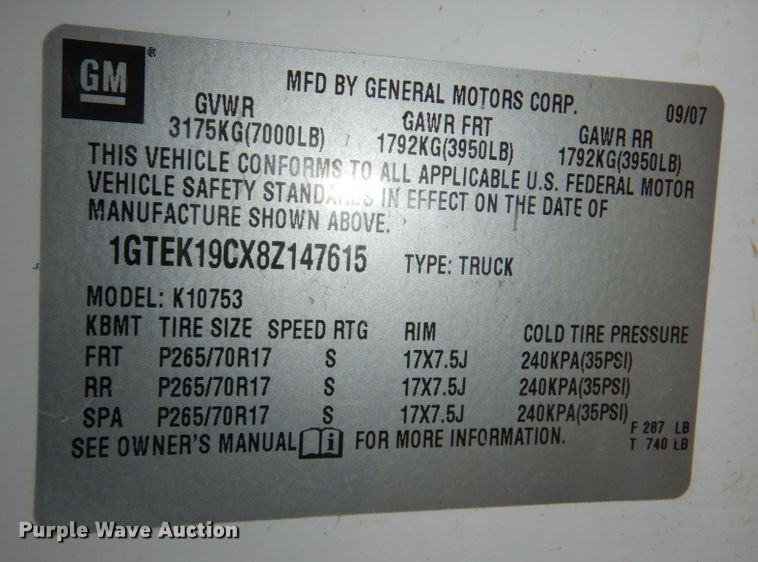 GM ®
MFD BY GENERAL MOTORS CORP. 09/07
GVWR GAWR FRT GAWR RR
3175KG(7000LB) 1792KG(3950LB) 1792KG(3950LB)
THIS VEHICLE CONFORMS TO ALL APPLICABLE U.S. FEDERAL MOTOR
VEHICLE SAFETY STANDARDS IN EFFECT ON THE DATE OF
MANUFACTURE SHOWN ABOVE.
1GTEK19CX8Z147615 TYPE: TRUCK
MODEL: K10753
KBMT TIRE SIZE SPEED RTG RIM COLD TIRE PRESSURE
FRT P265/70R17 S 17X7.5J 240KPA(35PSI)
RR P265/70R17 S 17X7.5J 240KPA(35PSI)
SPA P265/70R17 S 17X7.5J 240KPA(35PSI)
F 287 LB
SEE OWNER'S MANUAL i FOR MORE INFORMATION. T 740 LB
Purple Wave Auction